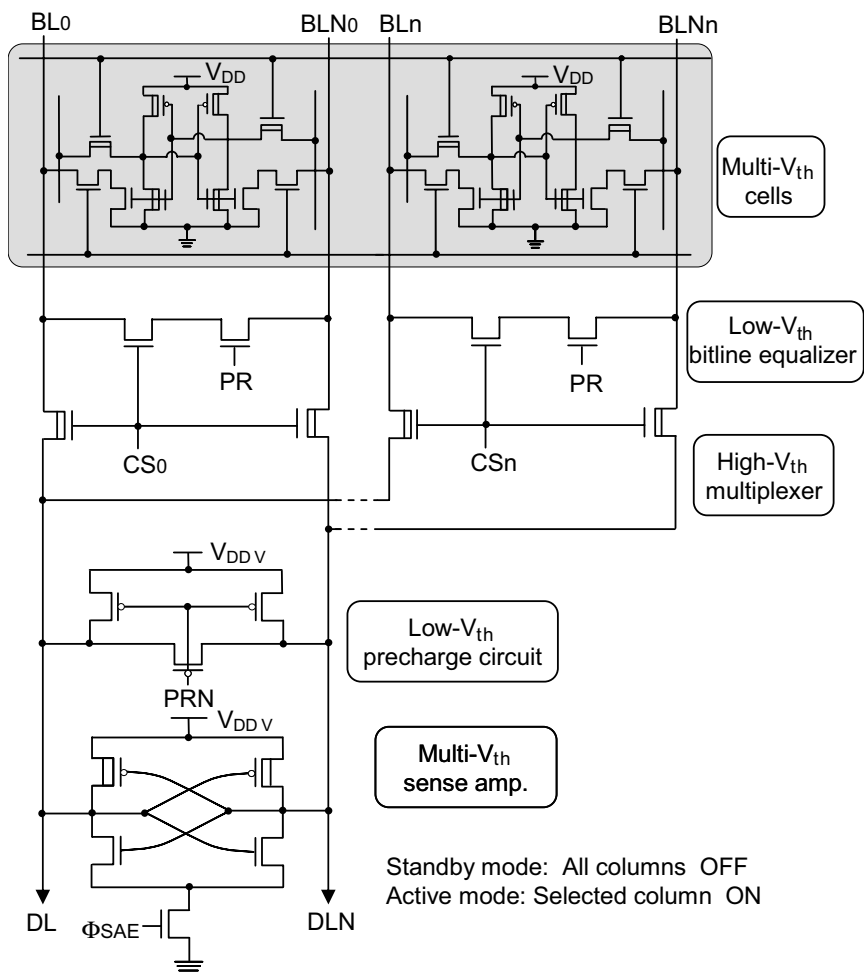 BL0 BLN0 BLn BLNn
VDD VDD
Multi-Vth
cells
PR PR
Low-Vth
bitline equalizer
CS0 CSn
High-Vth
multiplexer
VDD V
Low-Vth
precharge circuit
PRN
VDD V
Multi-Vth
sense amp.
Standby mode: All columns OFF
Active mode: Selected column ON
DL ΦSAE DLN